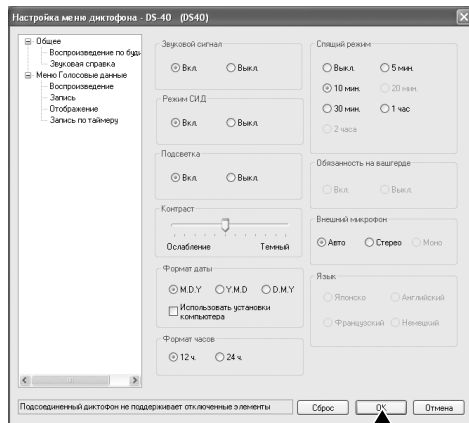 Настройка меню диктофона - DS-40 (DS40)
Общее
Воспроизведение по буди
Звуковая справка
Меню Голосовые данные
Воспроизведение
Запись
Отображение
Запись по таймеру
Звуковой сигнал
Вкл. Выкл.
Режим СИД
Вкл. Выкл.
Подсветка
Вкл. Выкл.
Контраст
Ослабление Темный
Формат даты
M.D.Y Y.M.D D.M.Y
Использовать установки
компьютера
Формат часов
12 ч. 24 ч.
Спящий режим
Выкл. 5 мин.
10 мин. 20 мин.
30 мин. 1 час
2 часа
Обязанность на вашгерде
Вкл. Выкл.
Внешний микрофон
Авто Стерео Моно
Язык
Японско Английский
Французский Немецкий
Подсоединенный диктофон не поддерживает отключенные элементы
Сброс OK Отмена